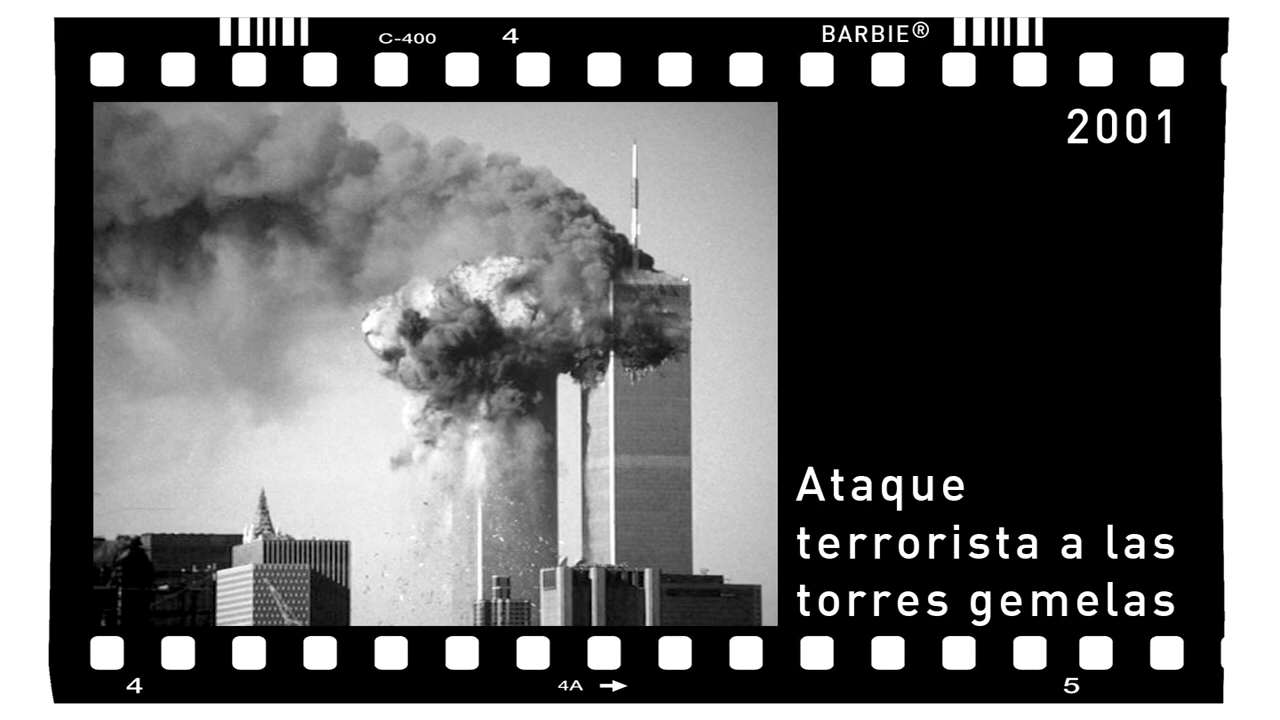 C-400 4 BARBIE®
2001
Ataque
terrorista a las
torres gemelas
4 4A 5